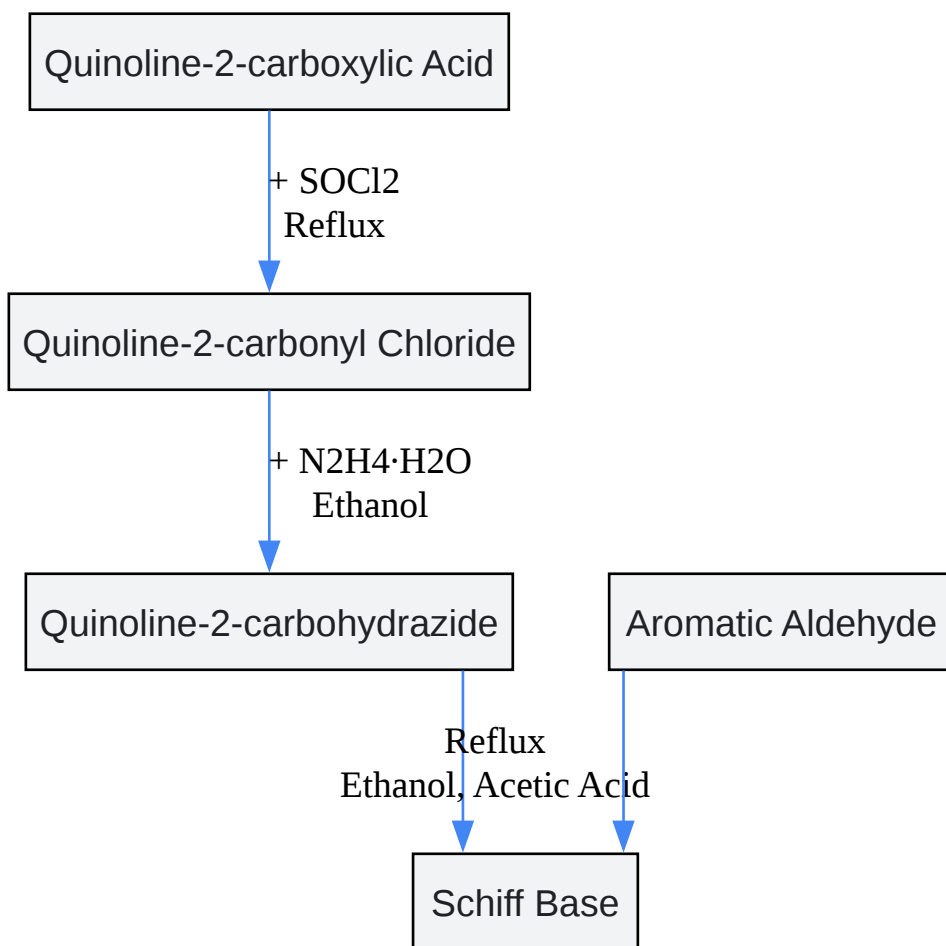 Quinoline-2-carboxylic Acid
+ SOCl2
Reflux
Quinoline-2-carbonyl Chloride
+ N2H4·H2O
Ethanol
Quinoline-2-carbohydrazide
Aromatic Aldehyde
Reflux
Ethanol, Acetic Acid
Schiff Base